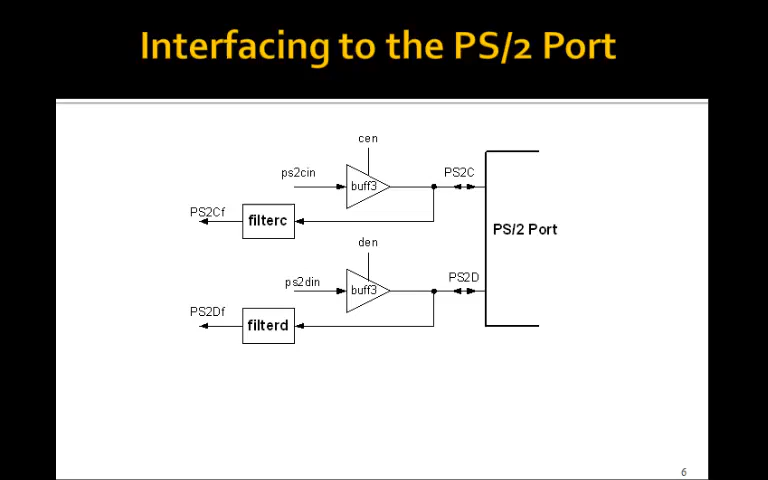 Interfacing to the PS/2 Port
cen
ps2cin
buff3
PS2C
PS2Cf
filterc
PS/2 Port
den
ps2din
buff3
PS2D
PS2Df
filterd
6